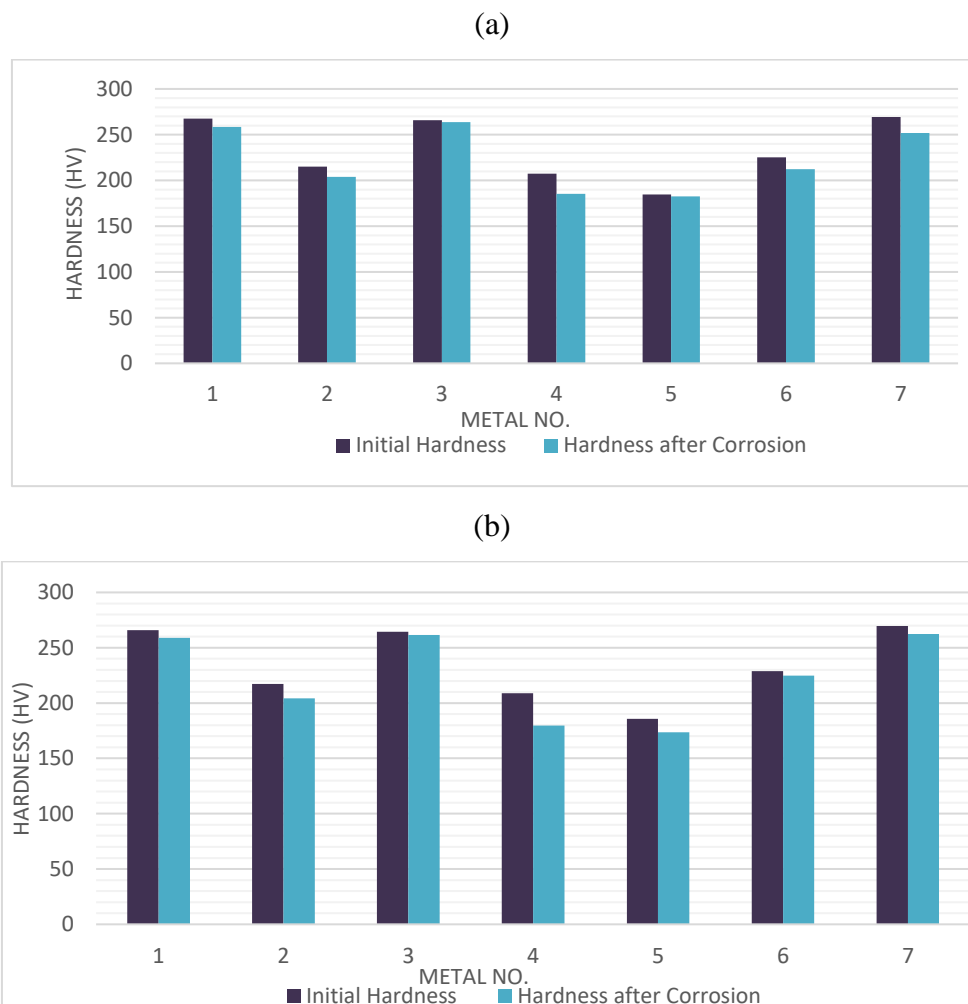 (a)
300
250
200
150
100
50
0
HARDNESS (HV)
1 2 3 4 5 6 7
METAL NO.
Initial Hardness Hardness after Corrosion
(b)
300
250
200
150
100
50
0
HARDNESS (HV)
1 2 3 4 5 6 7
METAL NO.
Initial Hardness Hardness after Corrosion